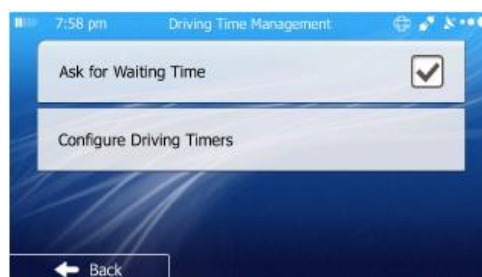 7:58 pm Driving Time Management
Ask for Waiting Time
Configure Driving Timers
Back